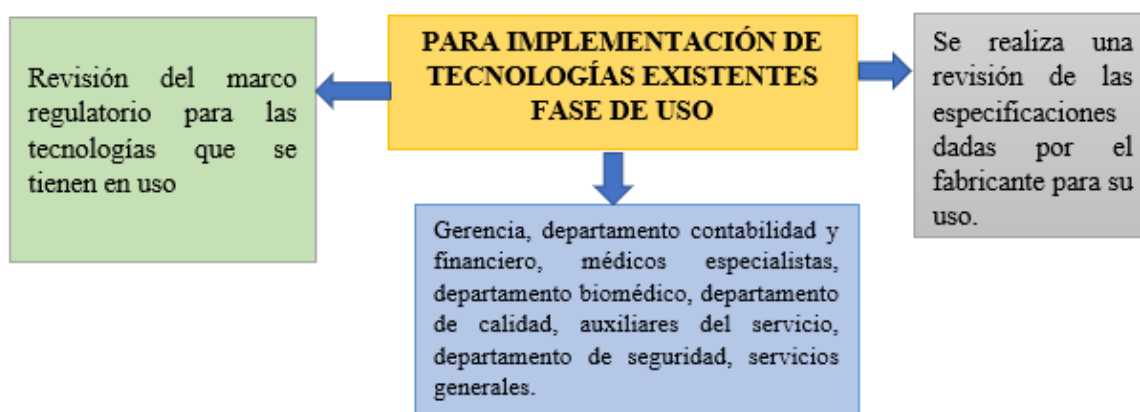 PARA IMPLEMENTACIÓN DE
TECNOLOGÍAS EXISTENTES
FASE DE USO
Revisión del marco
regulatorio para las
tecnologías que se
tienen en uso
Se realiza una
revisión de las
especificaciones
dadas por el
fabricante para su
uso.
Gerencia, departamento contabilidad y
financiero, médicos especialistas,
departamento biomédico, departamento
de calidad, auxiliares del servicio,
departamento de seguridad, servicios
generales.